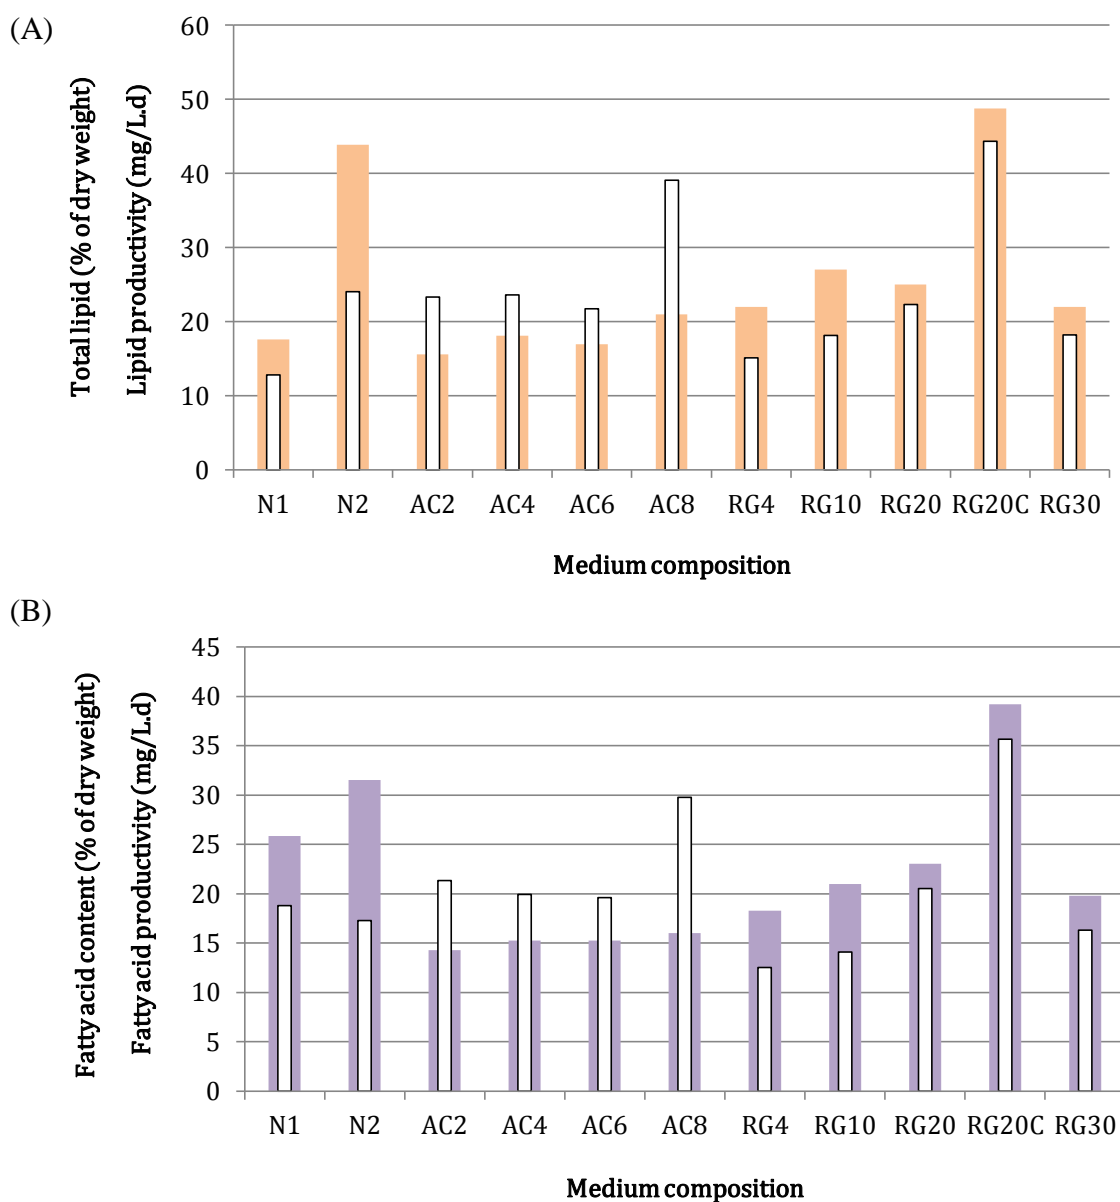 (A)
Total lipid (% of dry weight)
Lipid productivity (mg/L.d)
60
50
40
30
20
10
0
N1 N2 AC2 AC4 AC6 AC8 RG4 RG10 RG20 RG20C RG30
Medium composition
(B)
Fatty acid content (% of dry weight)
Fatty acid productivity (mg/L.d)
45
40
35
30
25
20
15
10
5
0
N1 N2 AC2 AC4 AC6 AC8 RG4 RG10 RG20 RG20C RG30
Medium composition